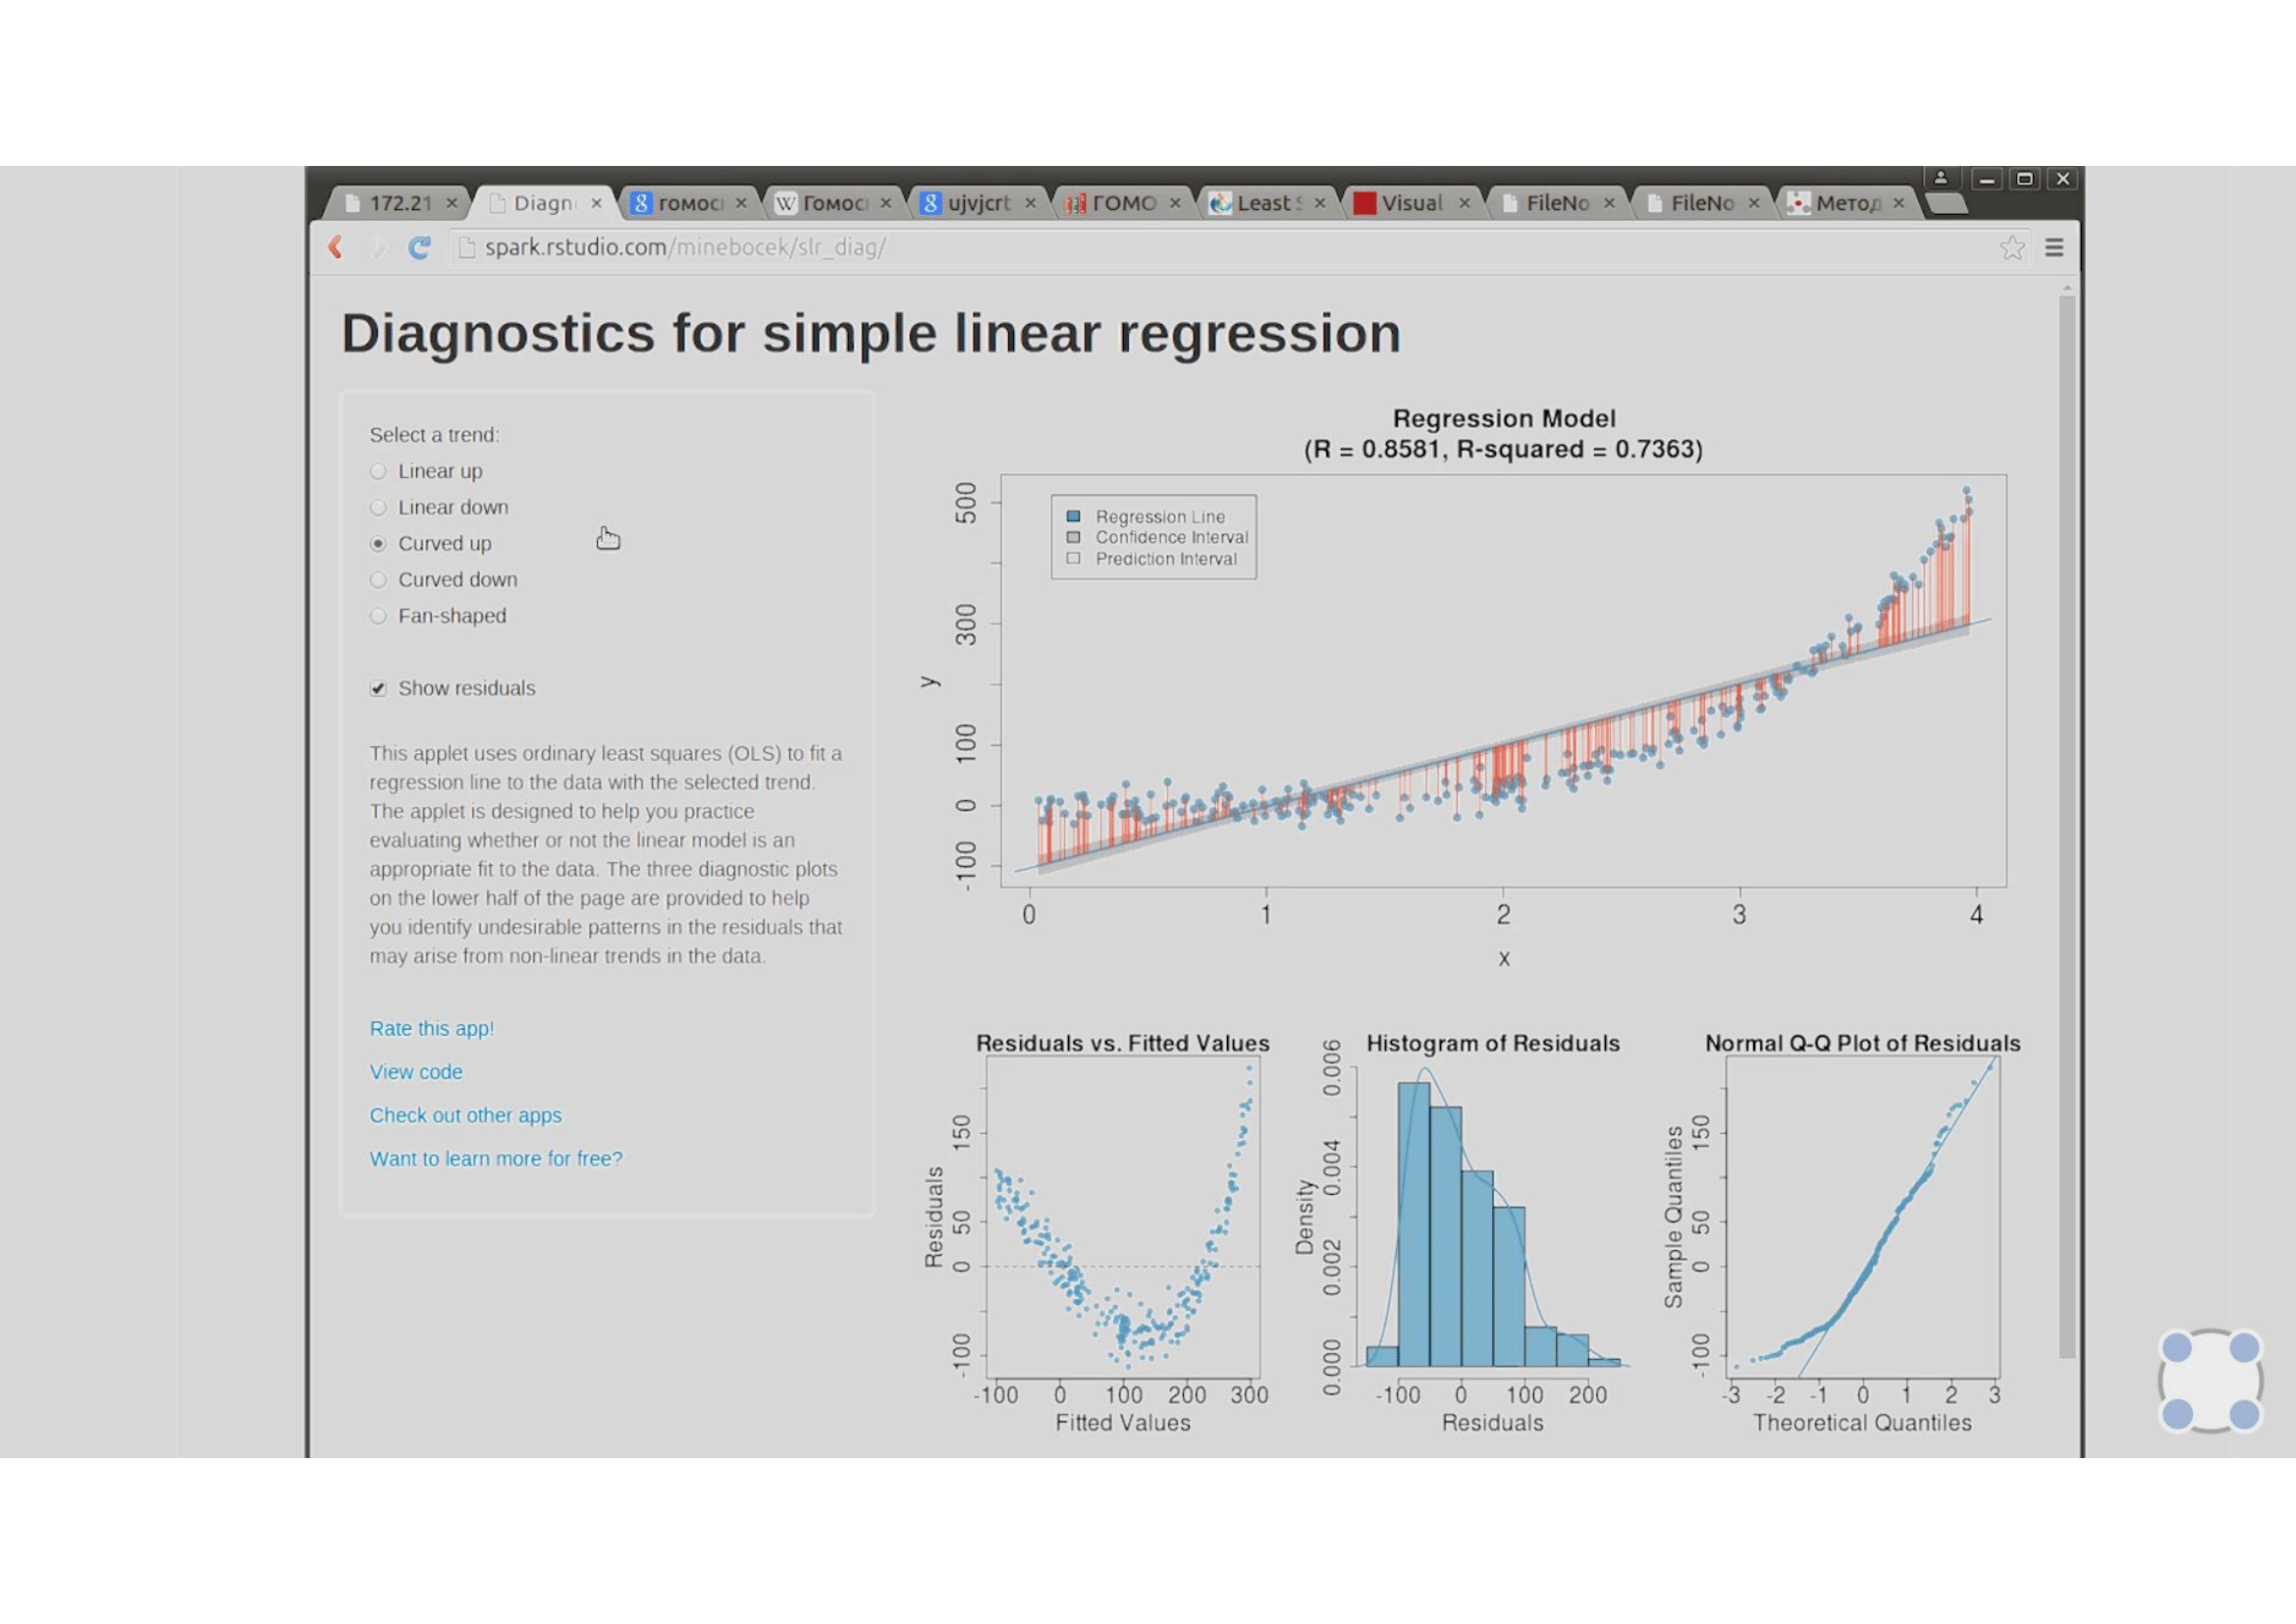 172.21
Diagn
гомос
Гомос
ujvjcrt
ГОМО
Least S
Visual
FileNo
FileNo
Метод
spark.rstudio.com/minebocek/slr_diag/
Diagnostics for simple linear regression
Select a trend:
Linear up
Linear down
Curved up
Curved down
Fan-shaped
Show residuals
This applet uses ordinary least squares (OLS) to fit a
regression line to the data with the selected trend.
The applet is designed to help you practice
evaluating whether or not the linear model is an
appropriate fit to the data. The three diagnostic plots
on the lower half of the page are provided to help
you identify undesirable patterns in the residuals that
may arise from non-linear trends in the data.
Rate this app!
View code
Check out other apps
Want to learn more for free?
Regression Model
(R = 0.8581, R-squared = 0.7363)
Regression Line
Confidence Interval
Prediction Interval
500
300
100
0
-100
y
0 1 2 3 4
x
Residuals vs. Fitted Values
Residuals
150
50
0
-100
-100 0 100 200 300
Fitted Values
Histogram of Residuals
Density
0.006
0.004
0.002
0.000
-100 0 100 200
Residuals
Normal Q-Q Plot of Residuals
Sample Quantiles
150
50
0
-100
-3 -2 -1 0 1 2 3
Theoretical Quantiles